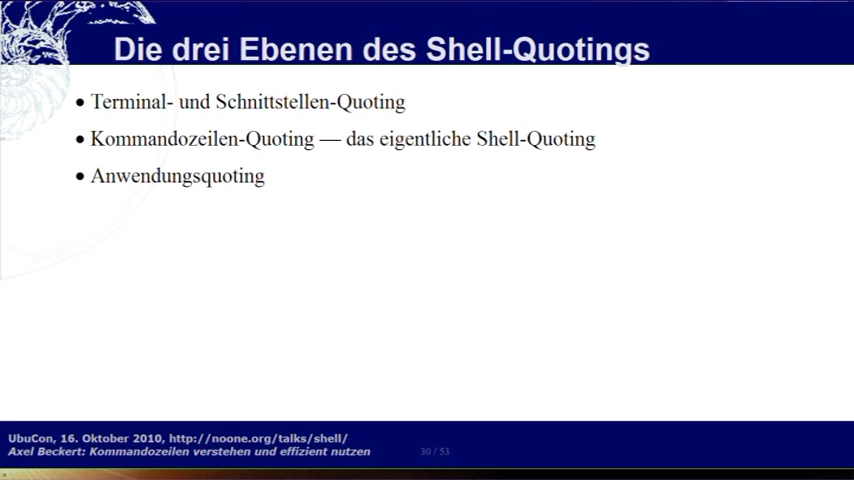 Die drei Ebenen des Shell-Quotings
• Terminal- und Schnittstellen-Quoting
• Kommandozeilen-Quoting — das eigentliche Shell-Quoting
• Anwendungsquoting
UbuCon, 16. Oktober 2010, http://noone.org/talks/shell/
Axel Beckert: Kommandozeilen verstehen und effizient nutzen
30 / 53